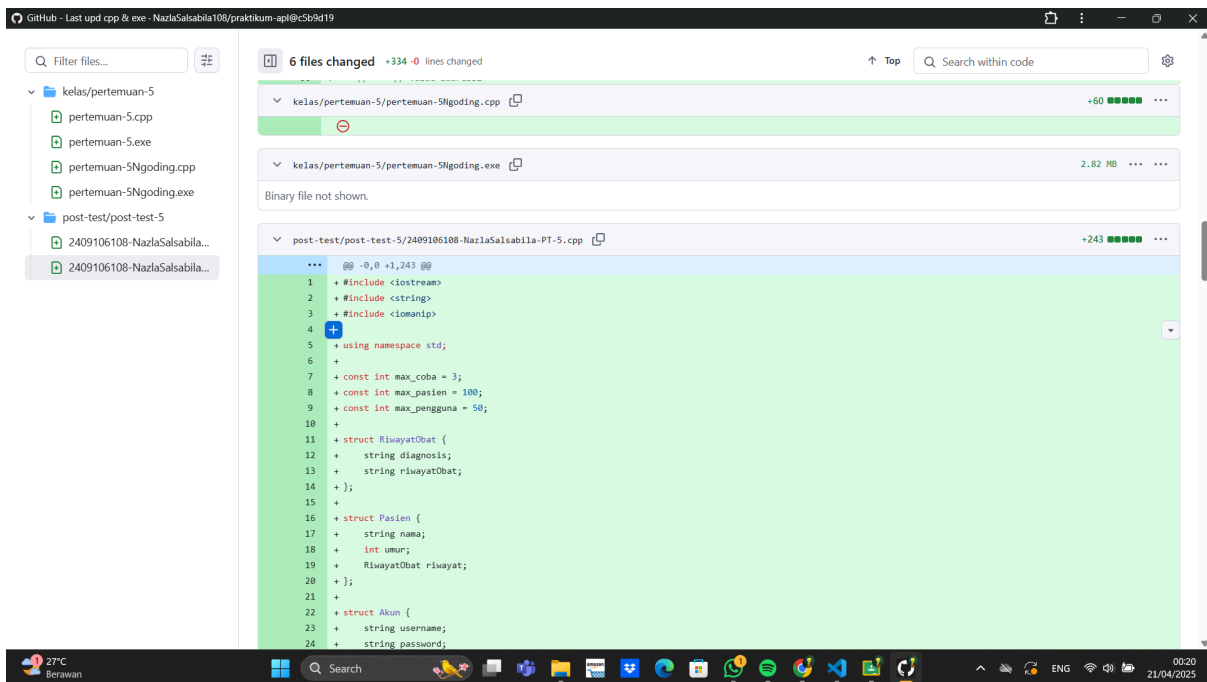 GitHub - Last upd cpp & exe · NazlaSalsabila108/praktikum-apl@c5b9d19
Filter files...
kelas/pertemuan-5
pertemuan-5.cpp
pertemuan-5.exe
pertemuan-5Ngoding.cpp
pertemuan-5Ngoding.exe
post-test/post-test-5
2409106108-NazlaSalsabila...
2409106108-NazlaSalsabila...
6 files changed +334 -0 lines changed
Top
Search within code
kelas/pertemuan-5/pertemuan-5Ngoding.cpp
+60
kelas/pertemuan-5/pertemuan-5Ngoding.exe
2.82 MB
Binary file not shown.
post-test/post-test-5/2409106108-NazlaSalsabila-PT-5.cpp
+243
... @@ -0,0 +1,243 @@
1 + #include <iostream>
2 + #include <string>
3 + #include <iomanip>
4 +
5 + using namespace std;
6 +
7 + const int max_coba = 3;
8 + const int max_pasien = 100;
9 + const int max_pengguna = 50;
10 +
11 + struct RiwayatObat {
12 + string diagnosis;
13 + string riwayatObat;
14 + };
15 +
16 + struct Pasien {
17 + string nama;
18 + int umur;
19 + RiwayatObat riwayat;
20 + };
21 +
22 + struct Akun {
23 + string username;
24 + string password;
1
27°C
Berawan
Search
amazon
ENG
00:20
21/04/2025